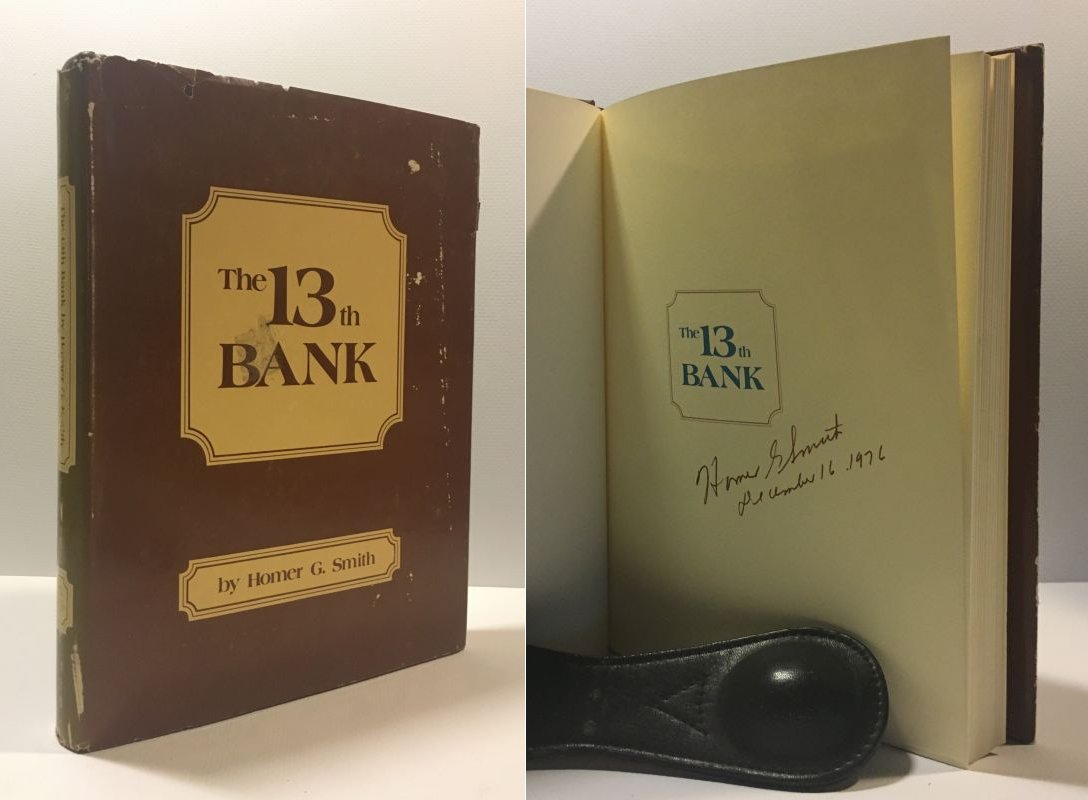 The 13th
BANK
by Homer G. Smith
The 13th Bank by Homer G. Smith
The 13th
BANK
Homer G Smith
December 16, 1976